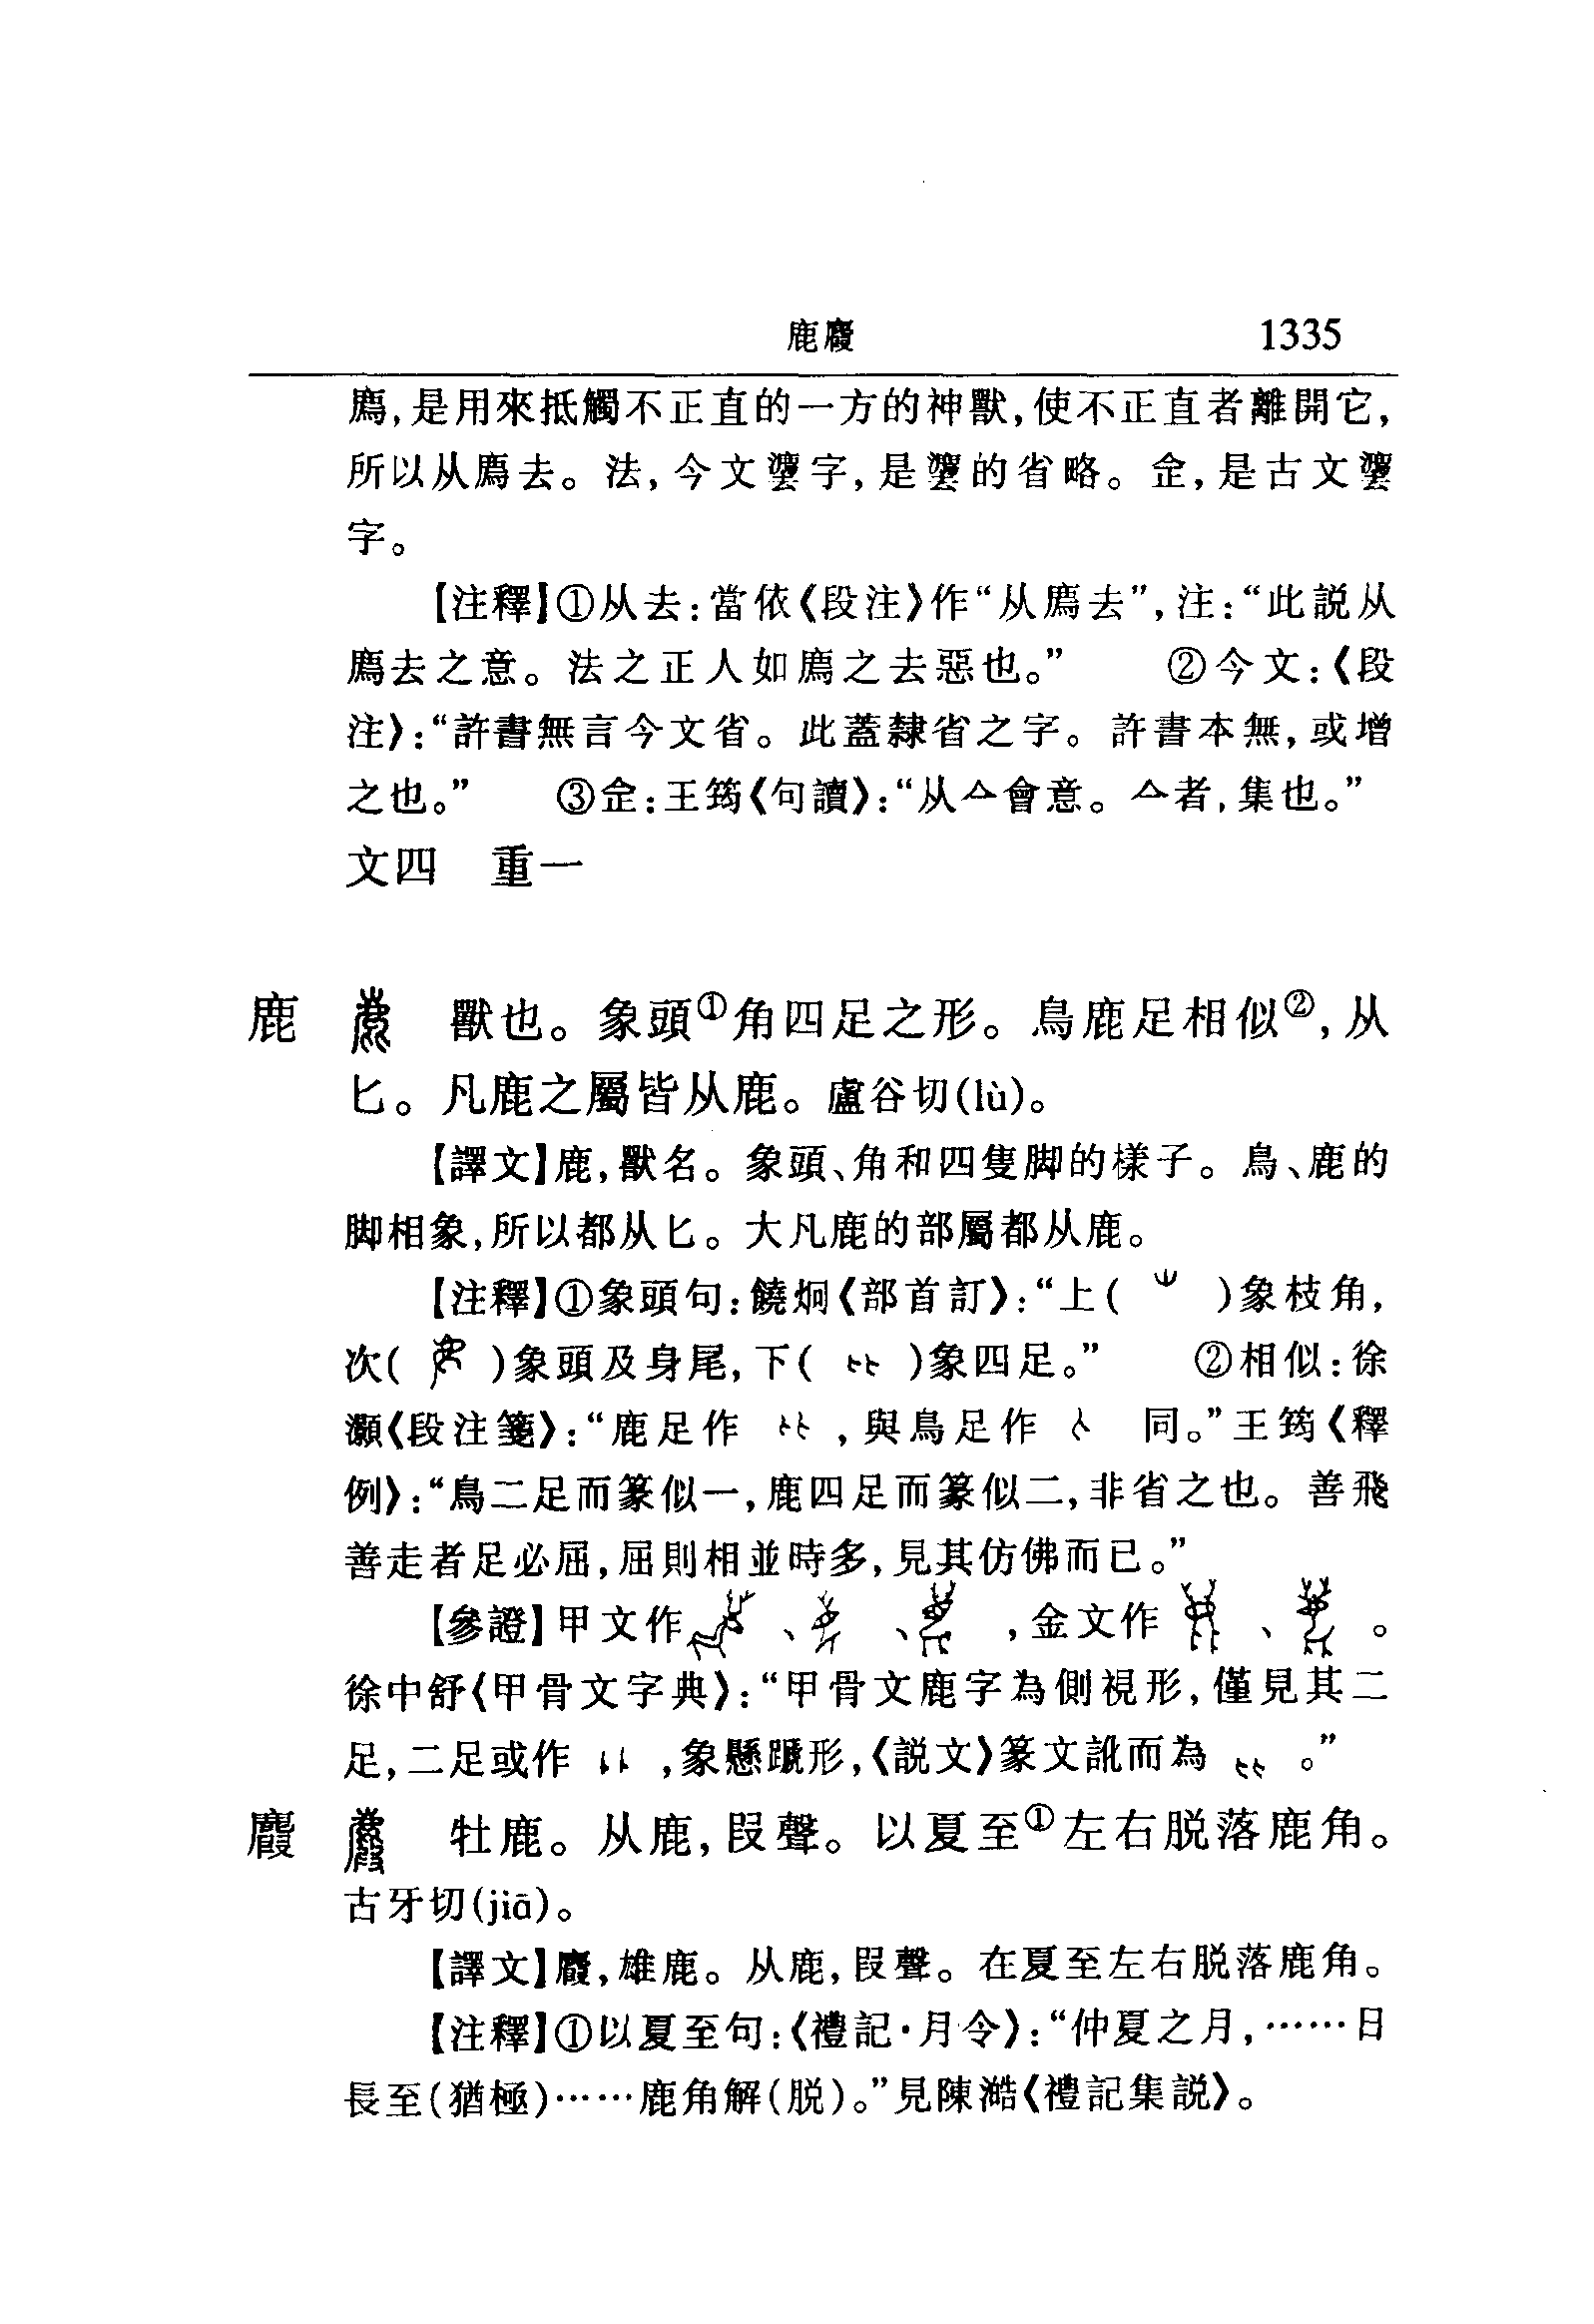 鹿麚 1335
廌,是用來抵觸不正直的一方的神獸,使不正直者離開它,
所以从廌去。法,今文灋字,是灋的省略。佱,是古文灋
字。
【注釋】①从去:當依《段注》作“从廌去”,注:“此説从
廌去之意。法之正人如廌之去惡也。” ②今文:《段
注》:“許書無言今文省。此蓋隸省之字。許書本無,或增
之也。” ③佱:王筠《句讀》:“从亼會意。亼者,集也。”
文四 重一
鹿 獸也。象頭①角四足之形。鳥鹿足相似②,从
匕。凡鹿之屬皆从鹿。盧谷切(lù)。
【譯文】鹿,獸名。象頭、角和四隻脚的樣子。鳥、鹿的
脚相象,所以都从匕。大凡鹿的部屬都从鹿。
【注釋】①象頭句:饒炯《部首訂》:“上( )象枝角,
次( )象頭及身尾,下( )象四足。” ②相似:徐
灝《段注箋》:“鹿足作 ,與鳥足作 同。”王筠《釋
例》:“鳥二足而篆似一,鹿四足而篆似二,非省之也。善飛
善走者足必屈,屈則相並時多,見其仿佛而已。”
【參證】甲文作 、 、 ,金文作 、 。
徐中舒《甲骨文字典》:“甲骨文鹿字為側視形,僅見其二
足,二足或作 ,象懸蹏形,《説文》篆文訛而為 。”
麚 牡鹿。从鹿,叚聲。以夏至①左右脱落鹿角。
古牙切(jiā)。
【譯文】麚,雄鹿。从鹿,叚聲。在夏至左右脱落鹿角。
【注釋】①以夏至句:《禮記·月令》:“仲夏之月,……日
長至(猶極)……鹿角解(脱)。”見陳澔《禮記集説》。